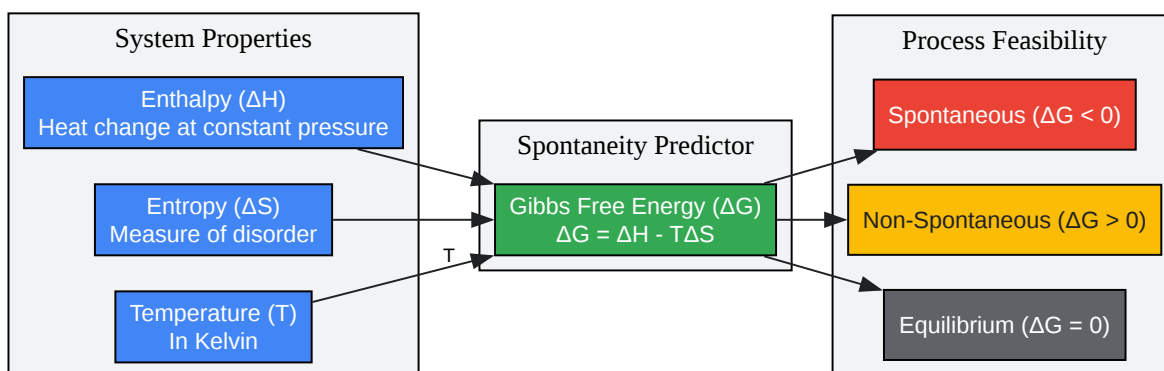 System Properties
Enthalpy (ΔH)
Heat change at constant pressure
Entropy (ΔS)
Measure of disorder
Temperature (T)
In Kelvin
T
Spontaneity Predictor
Gibbs Free Energy (ΔG)
ΔG = ΔH - TΔS
Process Feasibility
Spontaneous (ΔG < 0)
Non-Spontaneous (ΔG > 0)
Equilibrium (ΔG = 0)